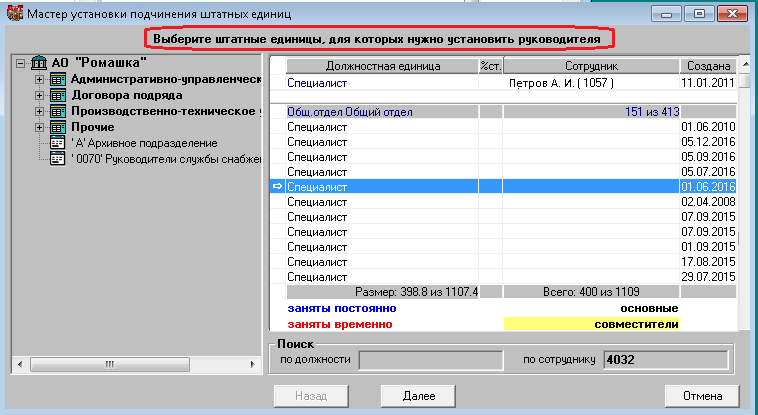 Мастер установки подчинения штатных единиц
Выберите штатные единицы, для которых нужно установить руководителя
АО "Ромашка"
Административно-управленческ
Договора подряда
Производственно-техническое
Прочие
'А' Архивное подразделение
'0070' Руководители службы снабже
Должностная единица %ст. Сотрудник Создана
Специалист Петров А. И. ( 1057 ) 11.01.2011
Общ.отдел Общий отдел 151 из 413
Специалист 01.06.2010
Специалист 05.12.2016
Специалист 05.09.2016
Специалист 05.07.2016
Специалист 01.06.2016
Специалист 02.04.2008
Специалист 07.09.2015
Специалист 07.09.2015
Специалист 01.09.2015
Специалист 17.08.2015
Специалист 29.07.2015
Размер: 398.8 из 1107.4 Всего: 400 из 1109
заняты постоянно основные
заняты временно совместители
Поиск
по должности по сотруднику 4032
Назад Далее Отмена